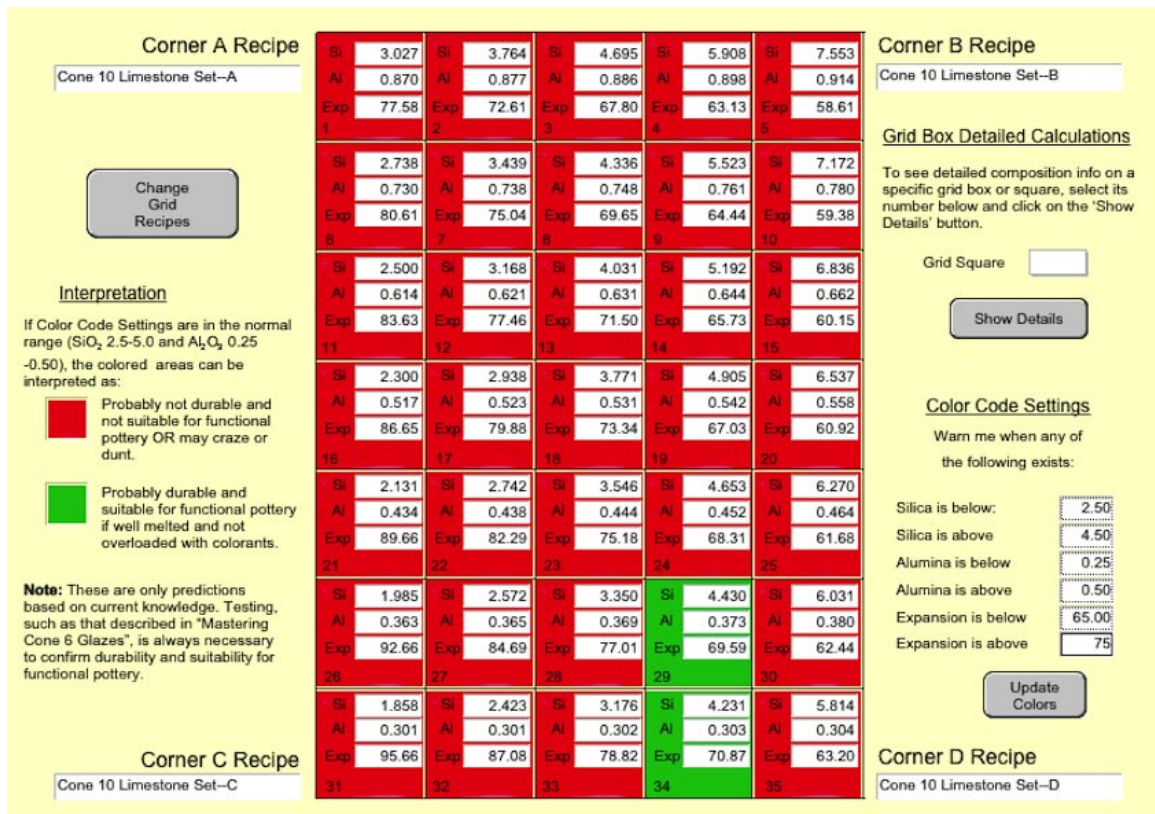 Corner A Recipe
Cone 10 Limestone Set--A
Change
Grid
Recipes
Interpretation
If Color Code Settings are in the normal
range (SiO₂ 2.5-5.0 and Al₂O₃ 0.25
-0.50), the colored areas can be
interpreted as:
Probably not durable and
not suitable for functional
pottery OR may craze or
dunt.
Probably durable and
suitable for functional pottery
if well melted and not
overloaded with colorants.
Note: These are only predictions
based on current knowledge. Testing,
such as that described in "Mastering
Cone 6 Glazes", is always necessary
to confirm durability and suitability for
functional pottery.
Corner C Recipe
Cone 10 Limestone Set--C
Si 3.027 Si 3.764 Si 4.695 Si 5.908 Si 7.553
Al 0.870 Al 0.877 Al 0.886 Al 0.898 Al 0.914
Exp 77.58 Exp 72.61 Exp 67.80 Exp 63.13 Exp 58.61
1 2 3 4 5
Si 2.738 Si 3.439 Si 4.336 Si 5.523 Si 7.172
Al 0.730 Al 0.738 Al 0.748 Al 0.761 Al 0.780
Exp 80.61 Exp 75.04 Exp 69.65 Exp 64.44 Exp 59.38
6 7 8 9 10
Si 2.500 Si 3.168 Si 4.031 Si 5.192 Si 6.836
Al 0.614 Al 0.621 Al 0.631 Al 0.644 Al 0.662
Exp 83.63 Exp 77.46 Exp 71.50 Exp 65.73 Exp 60.15
11 12 13 14 15
Si 2.300 Si 2.938 Si 3.771 Si 4.905 Si 6.537
Al 0.517 Al 0.523 Al 0.531 Al 0.542 Al 0.558
Exp 86.65 Exp 79.88 Exp 73.34 Exp 67.03 Exp 60.92
16 17 18 19 20
Si 2.131 Si 2.742 Si 3.546 Si 4.653 Si 6.270
Al 0.434 Al 0.438 Al 0.444 Al 0.452 Al 0.464
Exp 89.66 Exp 82.29 Exp 75.18 Exp 68.31 Exp 61.68
21 22 23 24 25
Si 1.985 Si 2.572 Si 3.350 Si 4.430 Si 6.031
Al 0.363 Al 0.365 Al 0.369 Al 0.373 Al 0.380
Exp 92.66 Exp 84.69 Exp 77.01 Exp 69.59 Exp 62.44
26 27 28 29 30
Si 1.858 Si 2.423 Si 3.176 Si 4.231 Si 5.814
Al 0.301 Al 0.301 Al 0.302 Al 0.303 Al 0.304
Exp 95.66 Exp 87.08 Exp 78.82 Exp 70.87 Exp 63.20
31 32 33 34 35
Corner B Recipe
Cone 10 Limestone Set--B
Grid Box Detailed Calculations
To see detailed composition info on a
specific grid box or square, select its
number below and click on the 'Show
Details' button.
Grid Square
Show Details
Color Code Settings
Warn me when any of
the following exists:
Silica is below: 2.50
Silica is above 4.50
Alumina is below 0.25
Alumina is above 0.50
Expansion is below 65.00
Expansion is above 75
Update
Colors
Corner D Recipe
Cone 10 Limestone Set--D